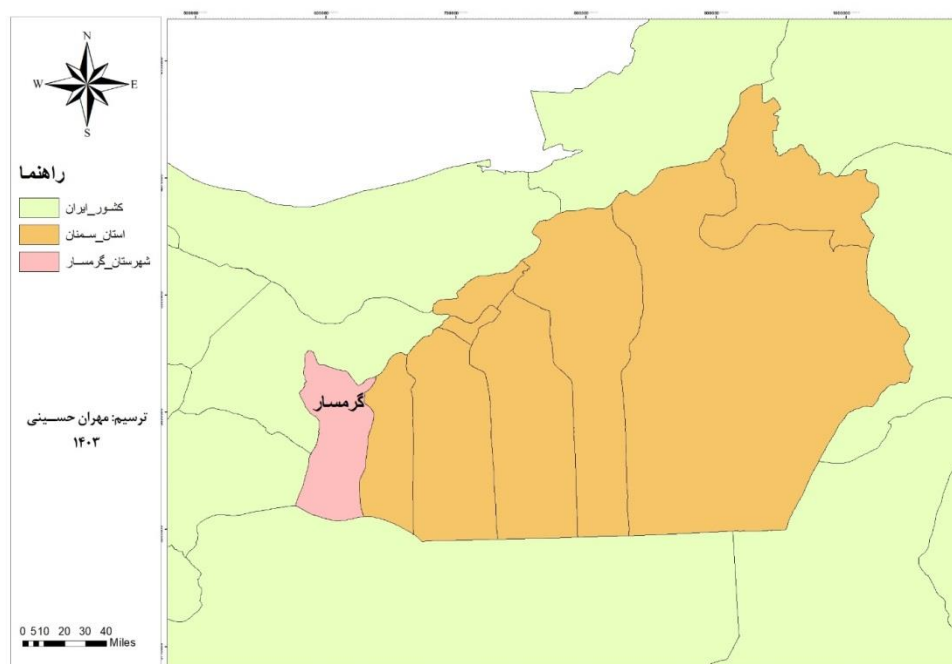 N
W E
S
راهنما
کشور_ایران
استان_سمنان
شهرستان_گرمسار
ترسیم: مهران حسینی
۱۴۰۳
0 5 10 20 30 40
Miles
گرمسار